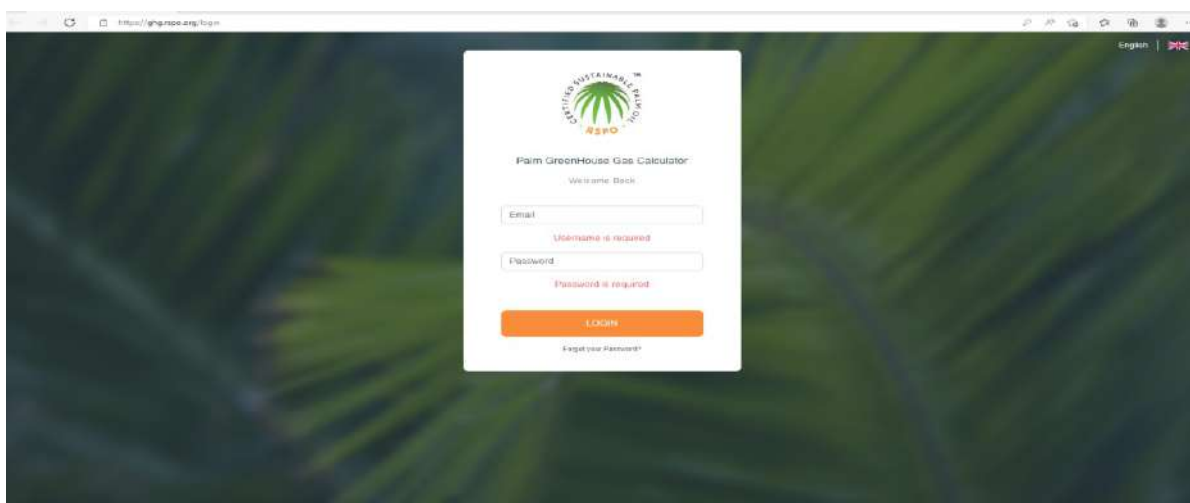 https://ghg.rspo.org/login
English
CERTIFIED SUSTAINABLE PALM OIL
TM
RSPO
Palm GreenHouse Gas Calculator
Welcome Back
Email
Username is required
Password
Password is required
LOGIN
Forgot your Password?